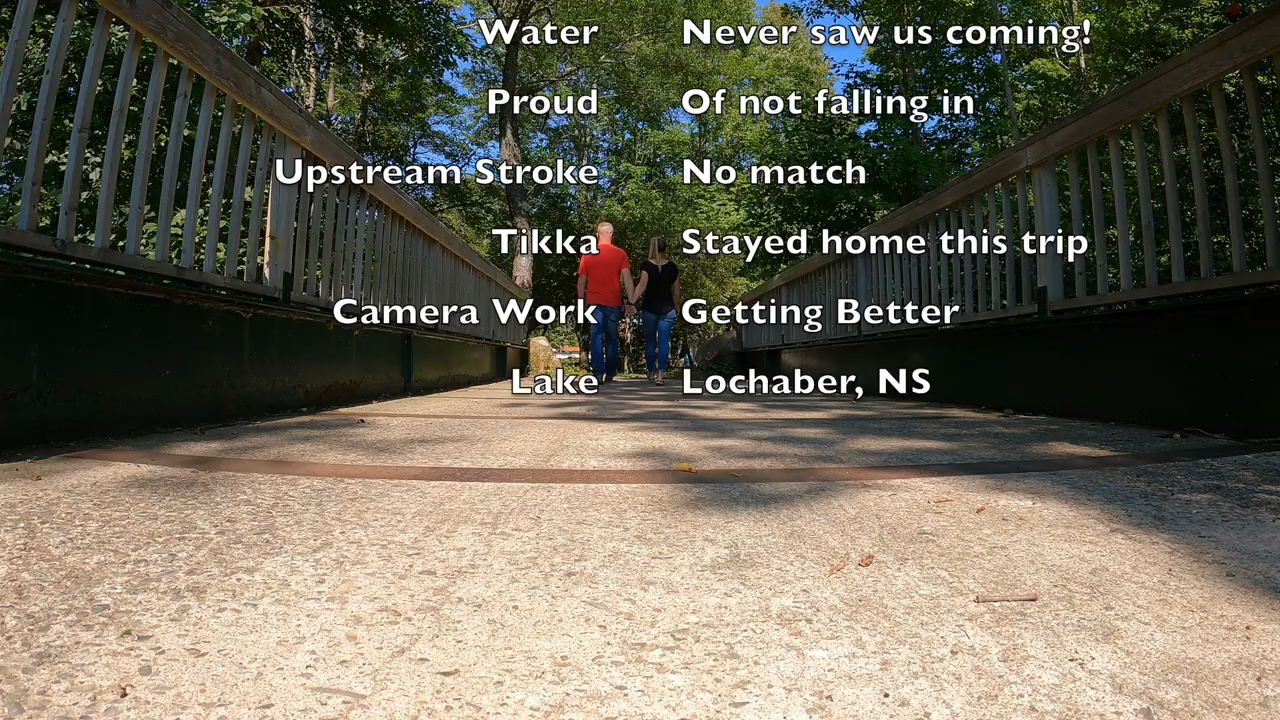 Water Never saw us coming!
Proud Of not falling in
Upstream Stroke No match
Tikka Stayed home this trip
Camera Work Getting Better
Lake Lochaber, NS